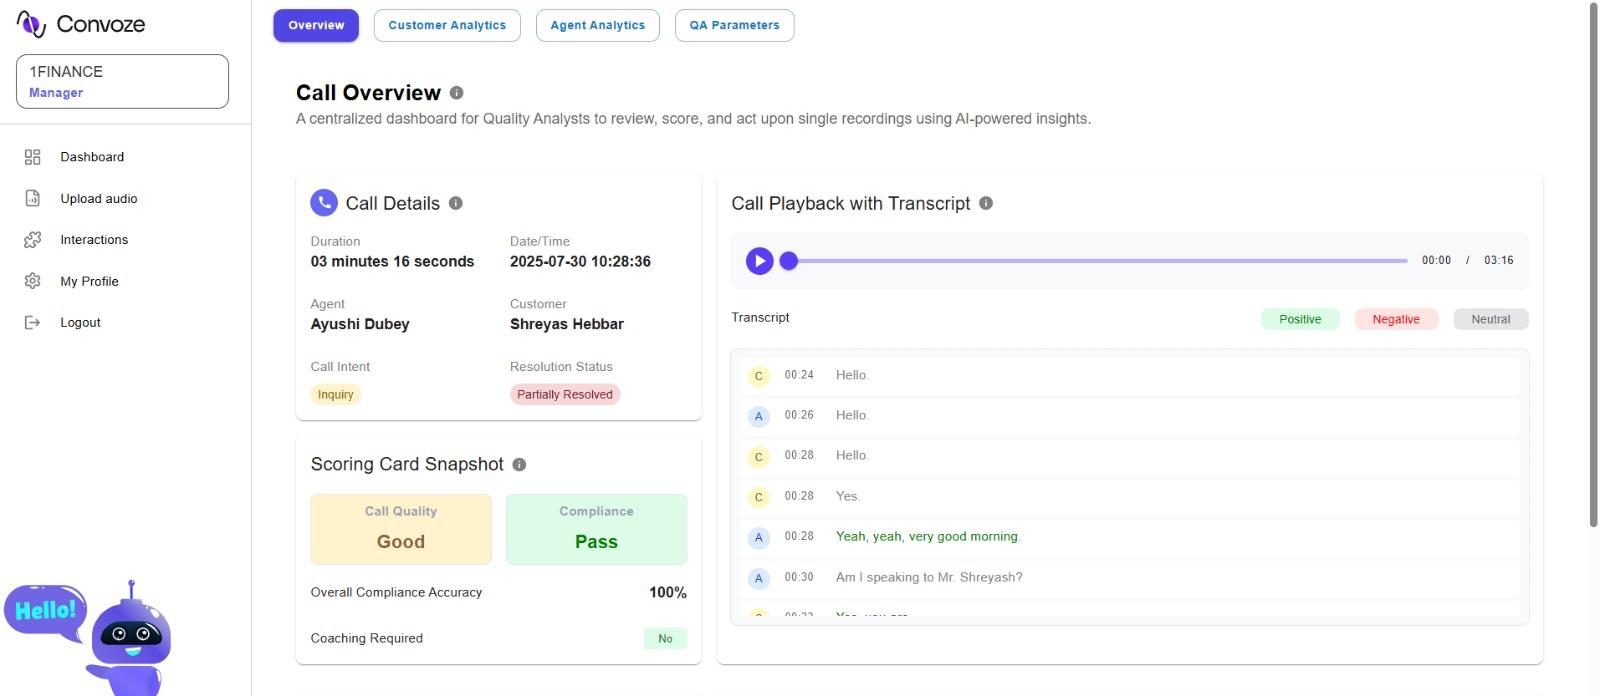 Convoze
1FINANCE
Manager
Dashboard
Upload audio
Interactions
My Profile
Logout
Hello!
Overview
Customer Analytics
Agent Analytics
QA Parameters
Call Overview
A centralized dashboard for Quality Analysts to review, score, and act upon single recordings using AI-powered insights.
Call Details
Duration
03 minutes 16 seconds
Date/Time
2025-07-30 10:28:36
Agent
Ayushi Dubey
Customer
Shreyas Hebbar
Call Intent
Inquiry
Resolution Status
Partially Resolved
Scoring Card Snapshot
Call Quality
Good
Compliance
Pass
Overall Compliance Accuracy 100%
Coaching Required No
Call Playback with Transcript
00:00 / 03:16
Transcript
Positive
Negative
Neutral
C 00:24 Hello.
A 00:26 Hello.
C 00:28 Hello.
C 00:28 Yes.
A 00:28 Yeah, yeah, very good morning.
A 00:30 Am I speaking to Mr. Shreyash?